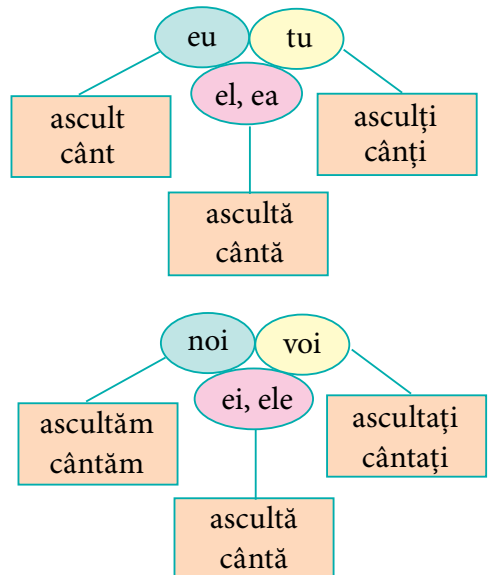 eu
tu
el, ea
ascult
cânt
asculți
cânți
ascultă
cântă
noi
voi
ei, ele
ascultăm
cântăm
ascultați
cântați
ascultă
cântă